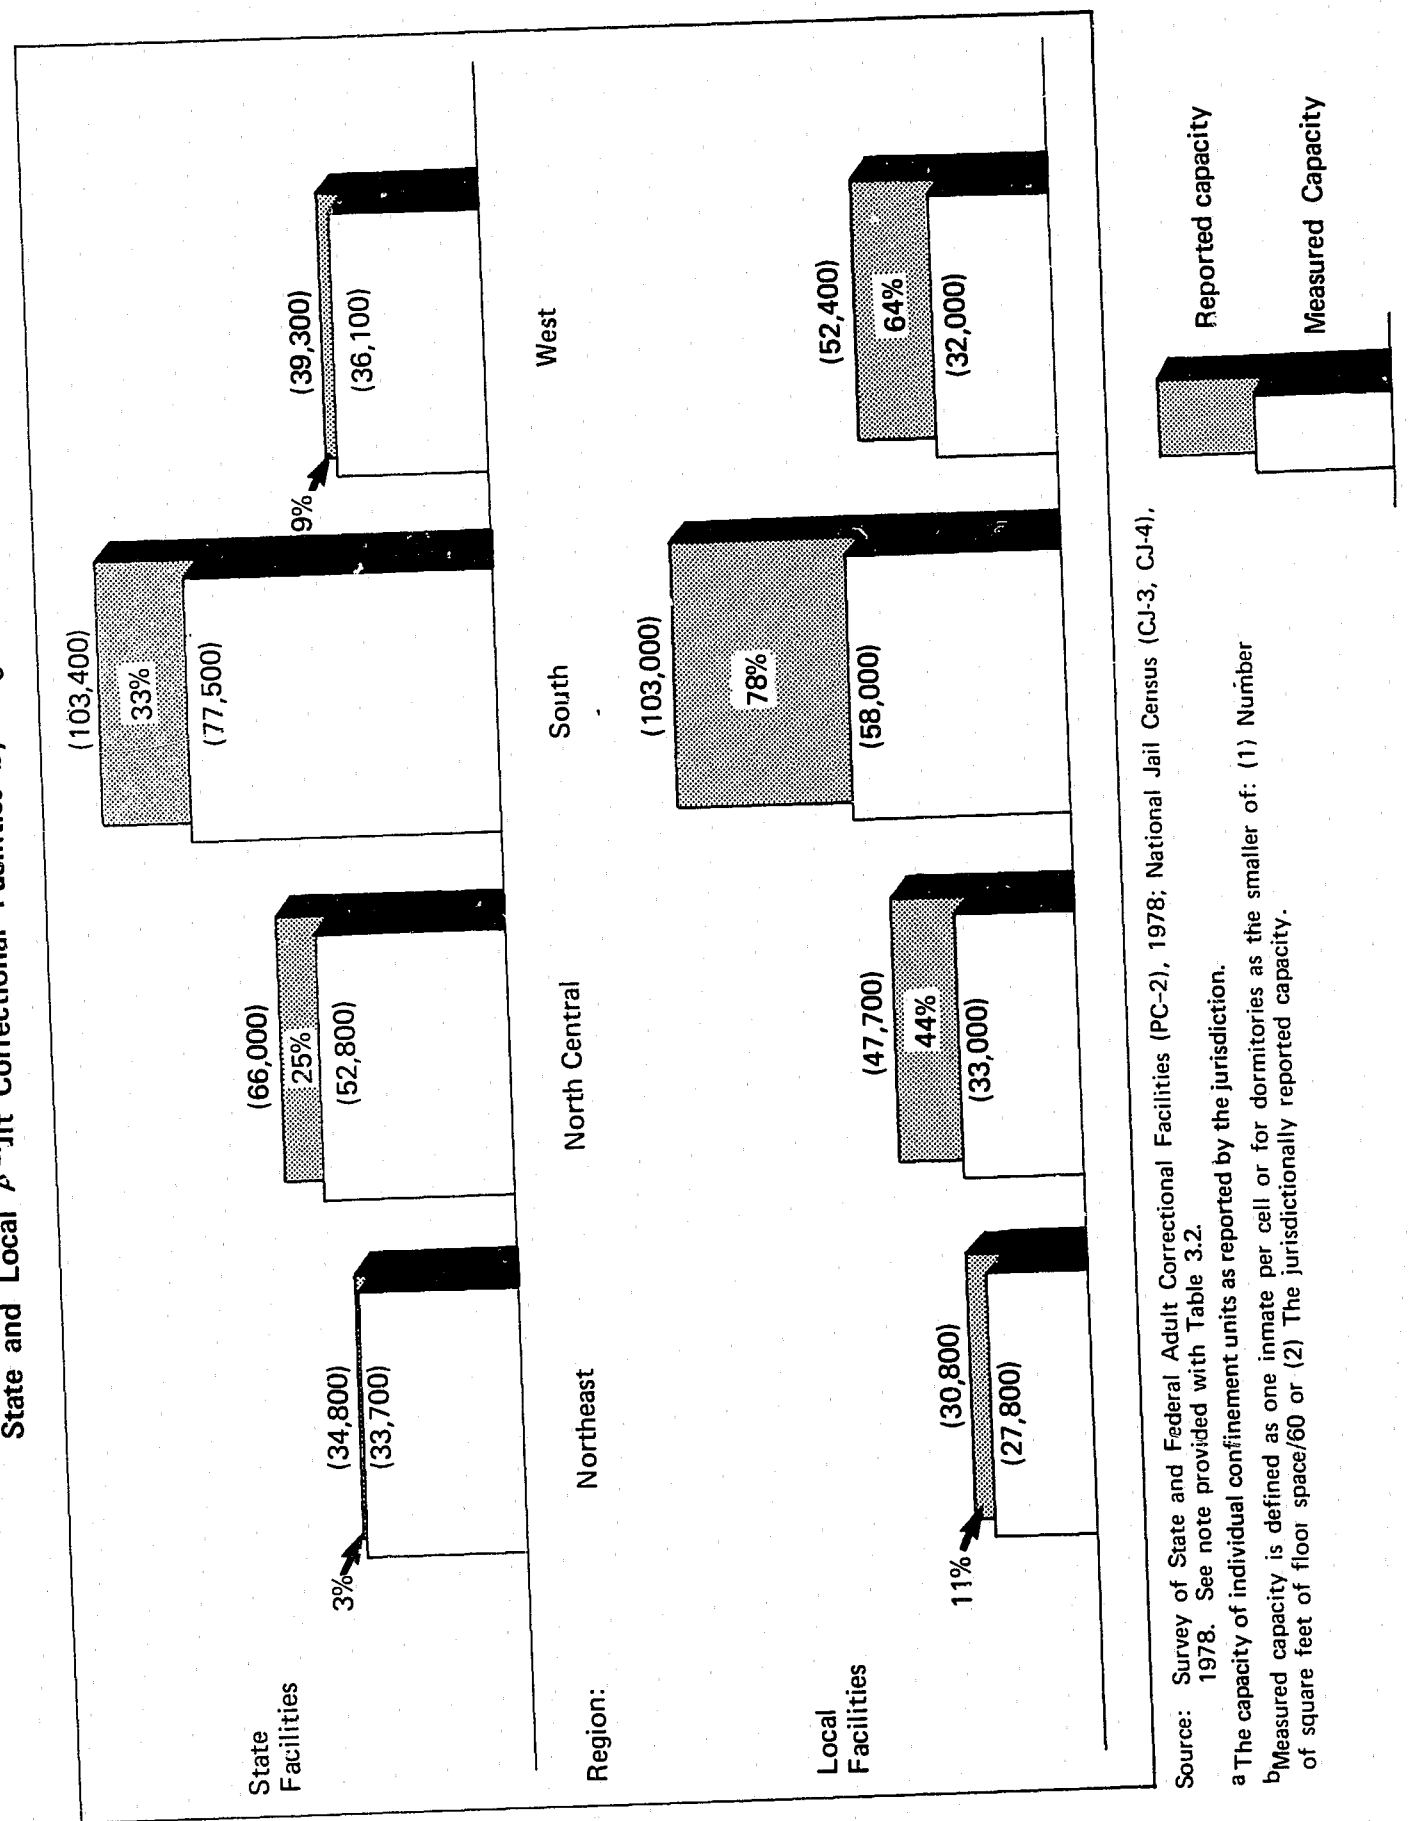 State and Local
Correctional
(103,400)
33%
(77,500)
(66,000)
25%
(52,800)
(39,300)
9%
(36,100)
(34,800)
3%
(33,700)
State
Facilities
Region:
Northeast
North Central
South
West
(103,000)
78%
(58,000)
(52,400)
64%
(32,000)
(47,700)
44%
(33,000)
(30,800)
11%
(27,800)
Local
Facilities
Source: Survey of State and Federal Adult Correctional Facilities (PC-2), 1978; National Jail Census (CJ-3, CJ-4),
1978. See note provided with Table 3.2.
a The capacity of individual confinement units as reported by the jurisdiction.
b Measured capacity is defined as one inmate per cell or for dormitories as the smaller of: (1) Number
of square feet of floor space/60 or (2) The jurisdictionally reported capacity.
Reported capacity
Measured Capacity